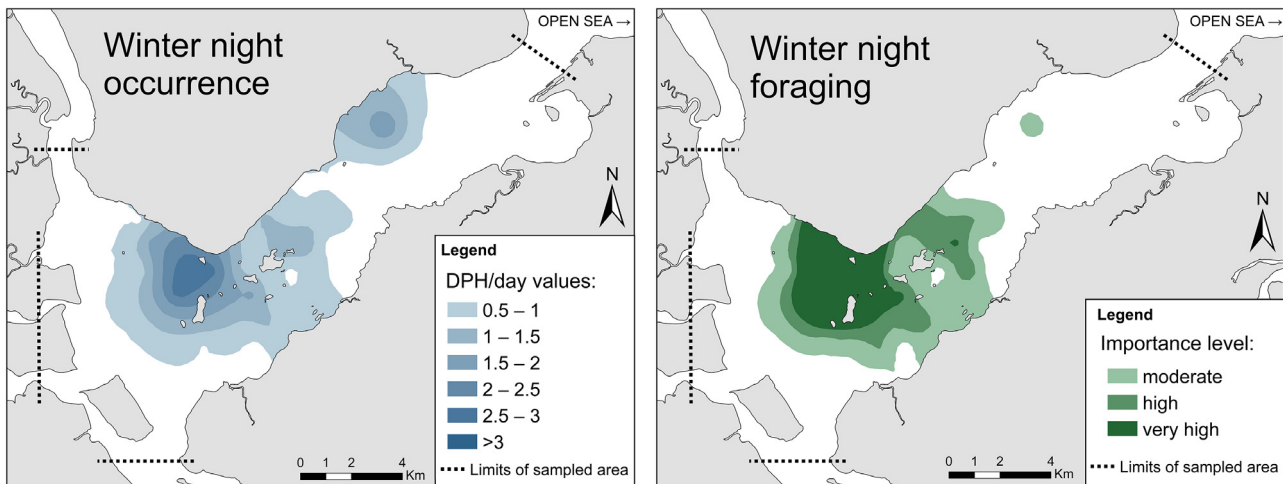 Winter night
occurrence
OPEN SEA →
N
Legend
DPH/day values:
0.5 – 1
1 – 1.5
1.5 – 2
2 – 2.5
2.5 – 3
>3
Limits of sampled area
0 1 2 4
Km
Winter night
foraging
OPEN SEA →
N
Legend
Importance level:
moderate
high
very high
Limits of sampled area
0 1 2 4
Km